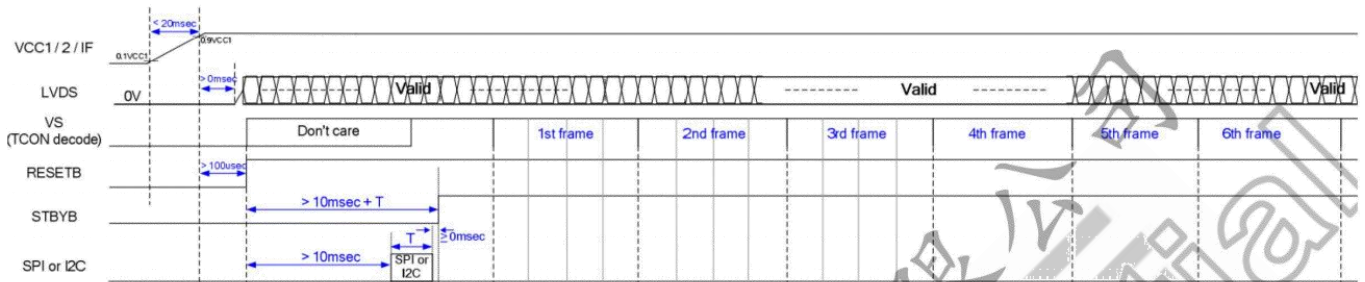 < 20msec
VCC1 / 2 / IF
0.1VCC1
0.9VCC1
> 0msec
LVDS
0V
Valid
Valid
Valid
VS
(TCON decode)
Don't care
1st frame
2nd frame
3rd frame
4th frame
5th frame
6th frame
> 100usec
RESETB
> 10msec + T
STBYB
T
≥0msec
> 10msec
SPI or
I2C
SPI or I2C
公司